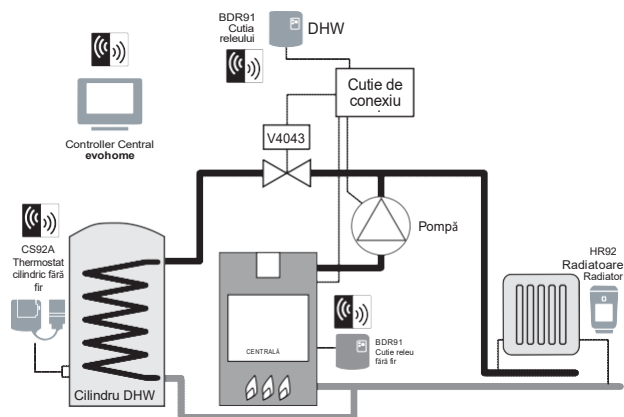 BDR91
Cutia
releului
DHW
Cutie de
conexiu
V4043
Controller Central
evohome
Pompă
CS92A
Thermostat
cilindric fără
fir
HR92
Radiatoare
Radiator
CENTRALĂ
BDR91
Cutie releu
fără fir
Cilindru DHW